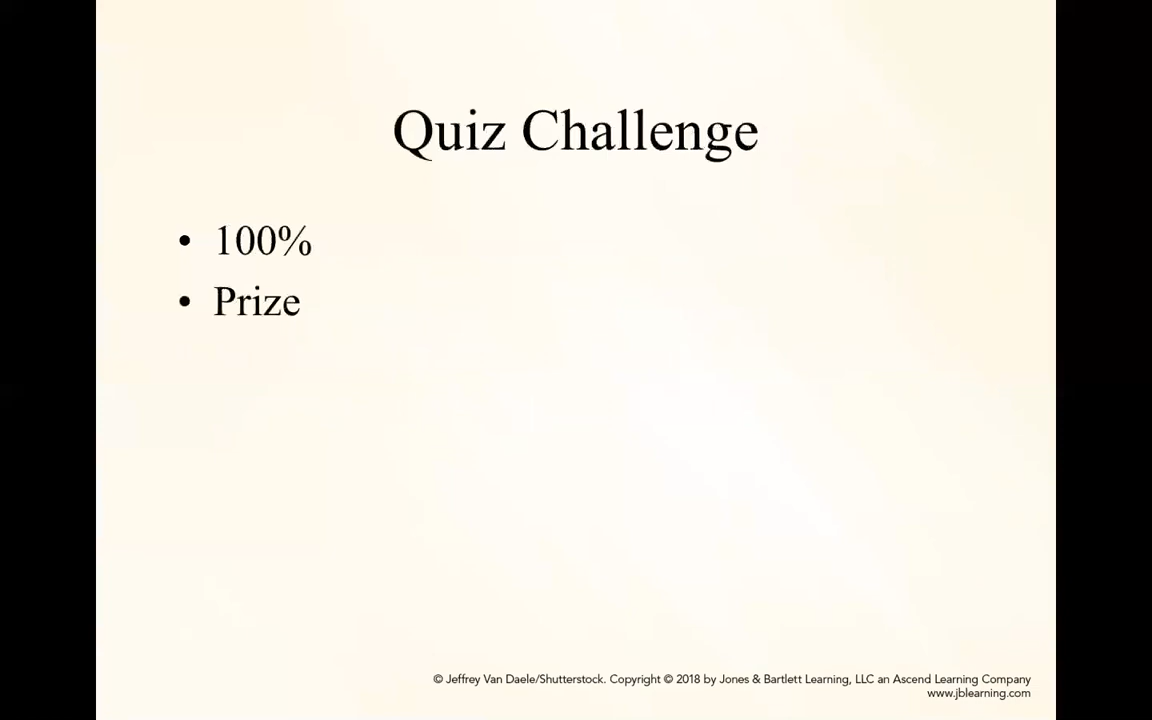 Quiz Challenge
• 100%
• Prize
© Jeffrey Van Daele/Shutterstock. Copyright © 2018 by Jones & Bartlett Learning, LLC an Ascend Learning Company
www.jblearning.com